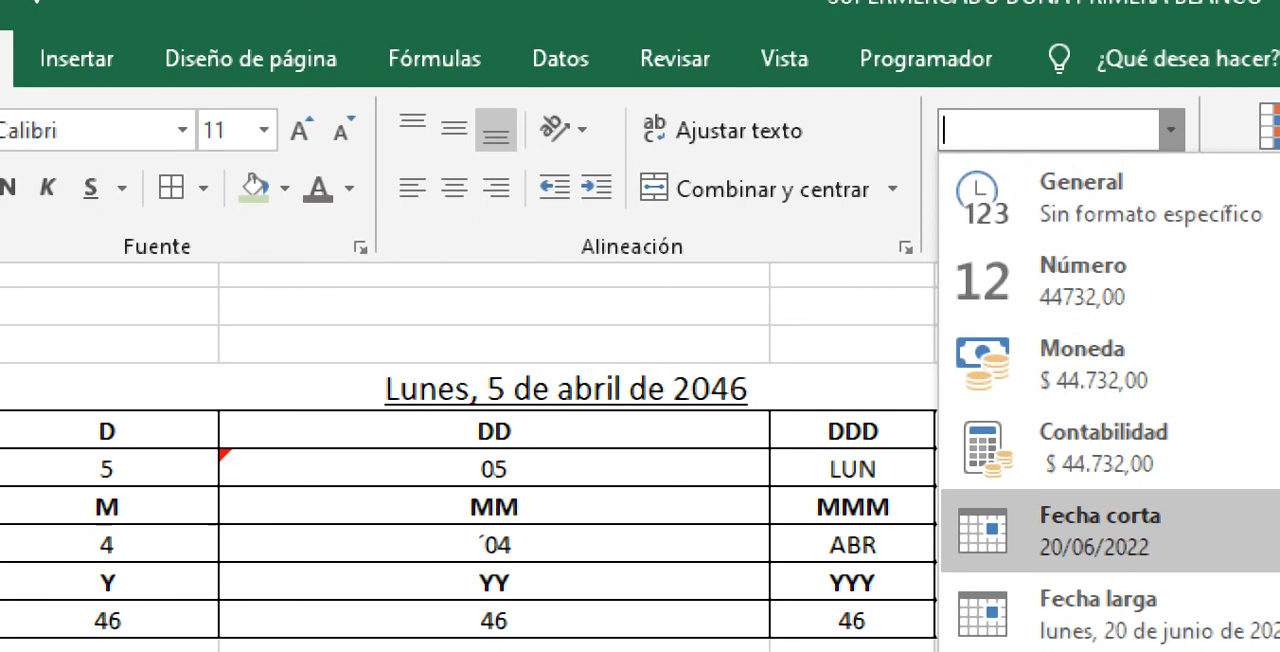 Insertar Diseño de página Fórmulas Datos Revisar Vista Programador ¿Qué desea hacer?
Calibri 11 A A ab Ajustar texto
N K S A Combinar y centrar
Fuente Alineación
General
123 Sin formato específico
12 Número
44732,00
Moneda
$ 44.732,00
Contabilidad
$ 44.732,00
Fecha corta
20/06/2022
Fecha larga
lunes, 20 de junio de
Lunes, 5 de abril de 2046
D DD DDD
5 05 LUN
M MM MMM
4 ´04 ABR
Y YY YYY
46 46 46